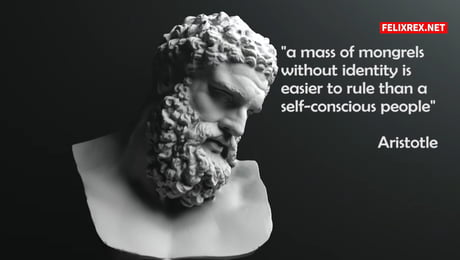 FELIXREX.NET
"a mass of mongrels
without identity is
easier to rule than a
self-conscious people"
Aristotle